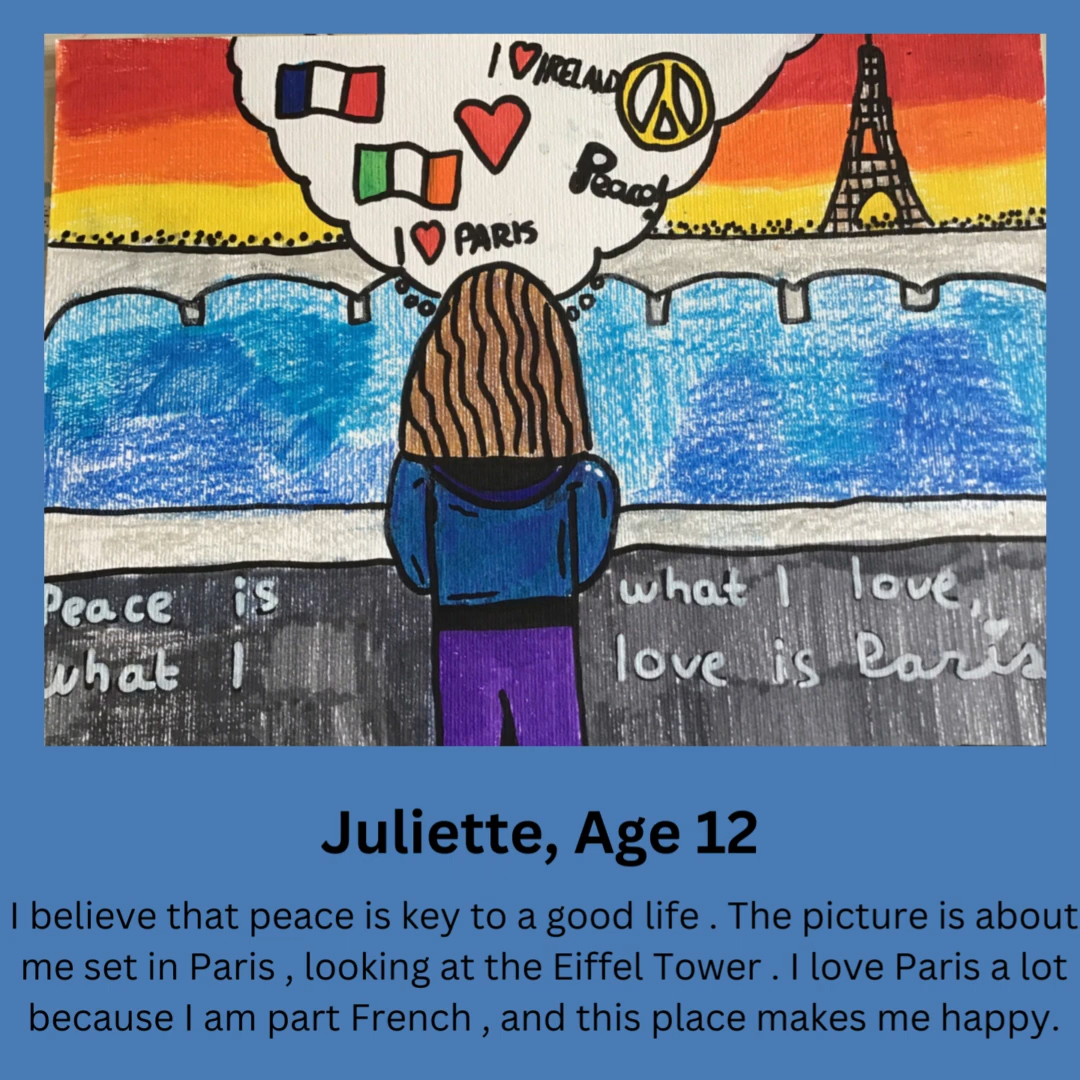 I ♥ IRELAND
Peace!
I ♥ PARIS
Peace is what I love,
what I love is Paris
Juliette, Age 12
I believe that peace is key to a good life . The picture is about
me set in Paris , looking at the Eiffel Tower . I love Paris a lot
because I am part French , and this place makes me happy.